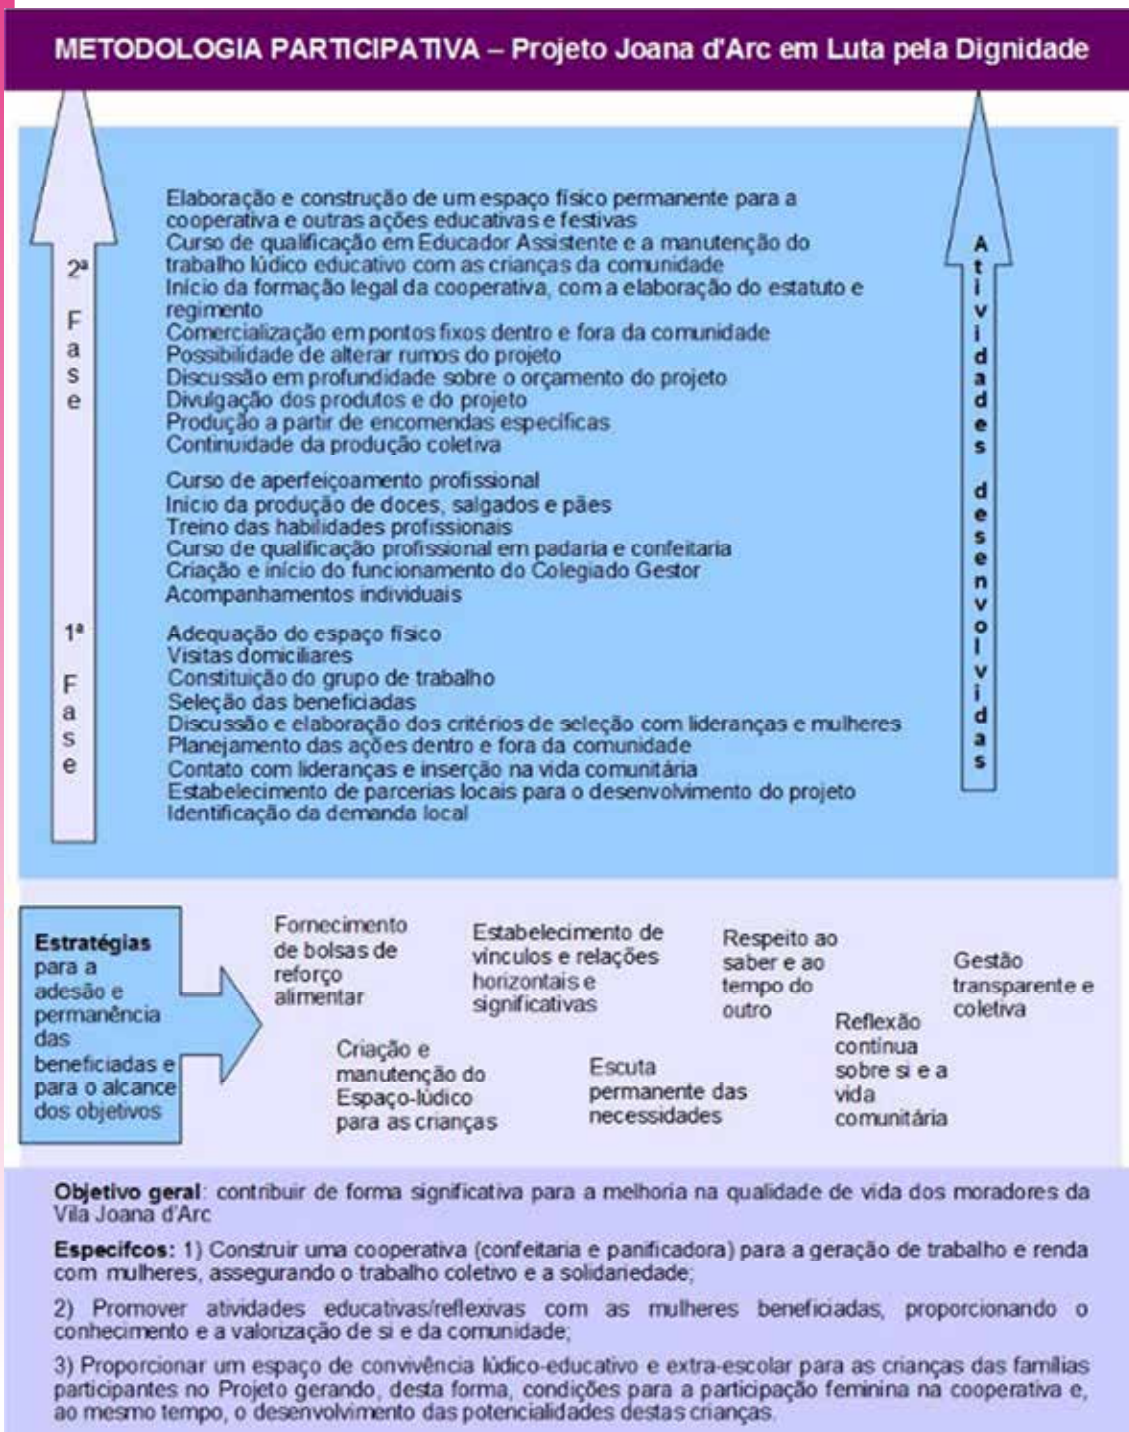 METODOLOGIA PARTICIPATIVA – Projeto Joana d'Arc em Luta pela Dignidade
Elaboração e construção de um espaço físico permanente para a
cooperativa e outras ações educativas e festivas
Curso de qualificação em Educador Assistente e a manutenção do
trabalho lúdico educativo com as crianças da comunidade
Início da formação legal da cooperativa, com a elaboração do estatuto e
regimento
Comercialização em pontos fixos dentro e fora da comunidade
Possibilidade de alterar rumos do projeto
Discussão em profundidade sobre o orçamento do projeto
Divulgação dos produtos e do projeto
Produção a partir de encomendas específicas
Continuidade da produção coletiva
2ª Fase
Curso de aperfeiçoamento profissional
Início da produção de doces, salgados e pães
Treino das habilidades profissionais
Curso de qualificação profissional em padaria e confeitaria
Criação e início do funcionamento do Colegiado Gestor
Acompanhamentos individuais
Adequação do espaço físico
Visitas domiciliares
Constituição do grupo de trabalho
Seleção das beneficiadas
Discussão e elaboração dos critérios de seleção com lideranças e mulheres
Planejamento das ações dentro e fora da comunidade
Contato com lideranças e inserção na vida comunitária
Estabelecimento de parcerias locais para o desenvolvimento do projeto
Identificação da demanda local
1ª Fase
Atividades desenvolvidas
Estratégias
para a
adesão e
permanência
das
beneficiadas e
para o alcance
dos objetivos
Fornecimento
de bolsas de
reforço
alimentar
Estabelecimento de
vínculos e relações
horizontais e
significativas
Respeito ao
saber e ao
tempo do
outro
Gestão
transparente e
coletiva
Criação e
manutenção do
Espaço-lúdico
para as crianças
Escuta
permanente das
necessidades
Reflexão
contínua
sobre si e a
vida
comunitária
Objetivo geral: contribuir de forma significativa para a melhoria na qualidade de vida dos moradores da
Vila Joana d'Arc
Especifcos: 1) Construir uma cooperativa (confeitaria e panificadora) para a geração de trabalho e renda
com mulheres, assegurando o trabalho coletivo e a solidariedade;
2) Promover atividades educativas/reflexivas com as mulheres beneficiadas, proporcionando o
conhecimento e a valorização de si e da comunidade;
3) Proporcionar um espaço de convivência lúdico-educativo e extra-escolar para as crianças das famílias
participantes no Projeto gerando, desta forma, condições para a participação feminina na cooperativa e,
ao mesmo tempo, o desenvolvimento das potencialidades destas crianças.